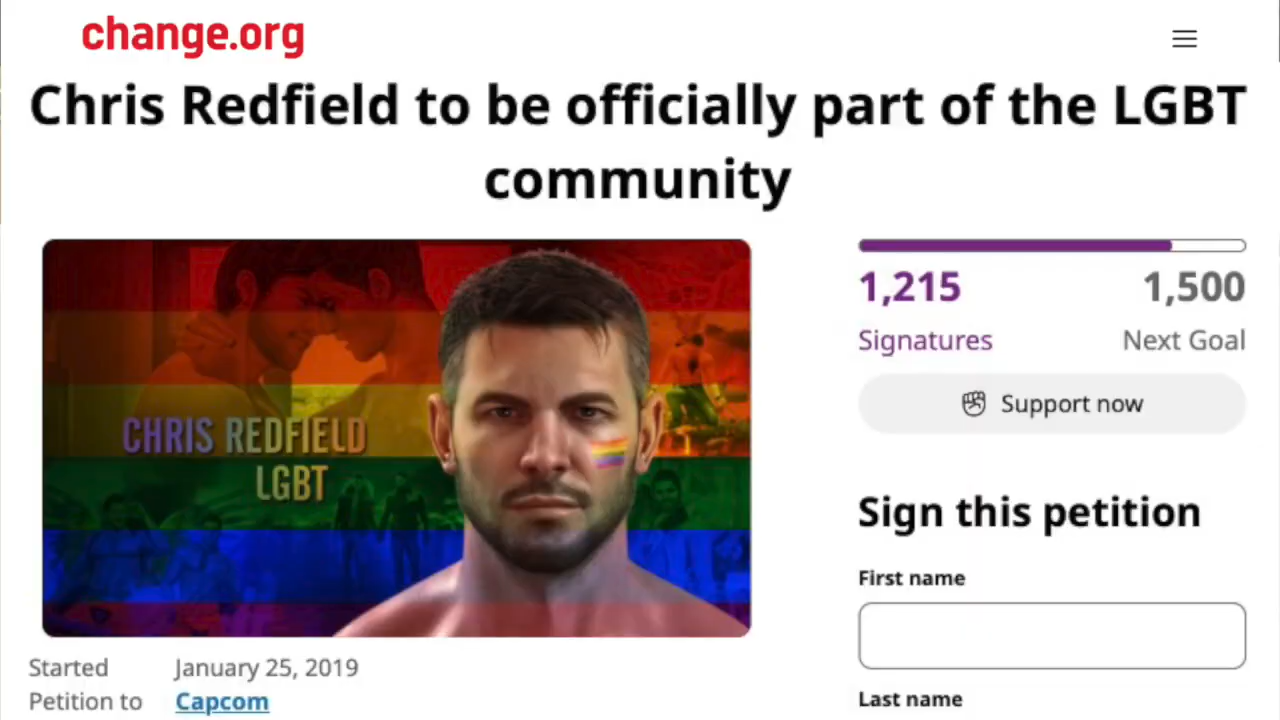 change.org
Chris Redfield to be officially part of the LGBT
community
CHRIS REDFIELD
LGBT
1,215
1,500
Signatures
Next Goal
Support now
Sign this petition
First name
Last name
Started January 25, 2019
Petition to Capcom